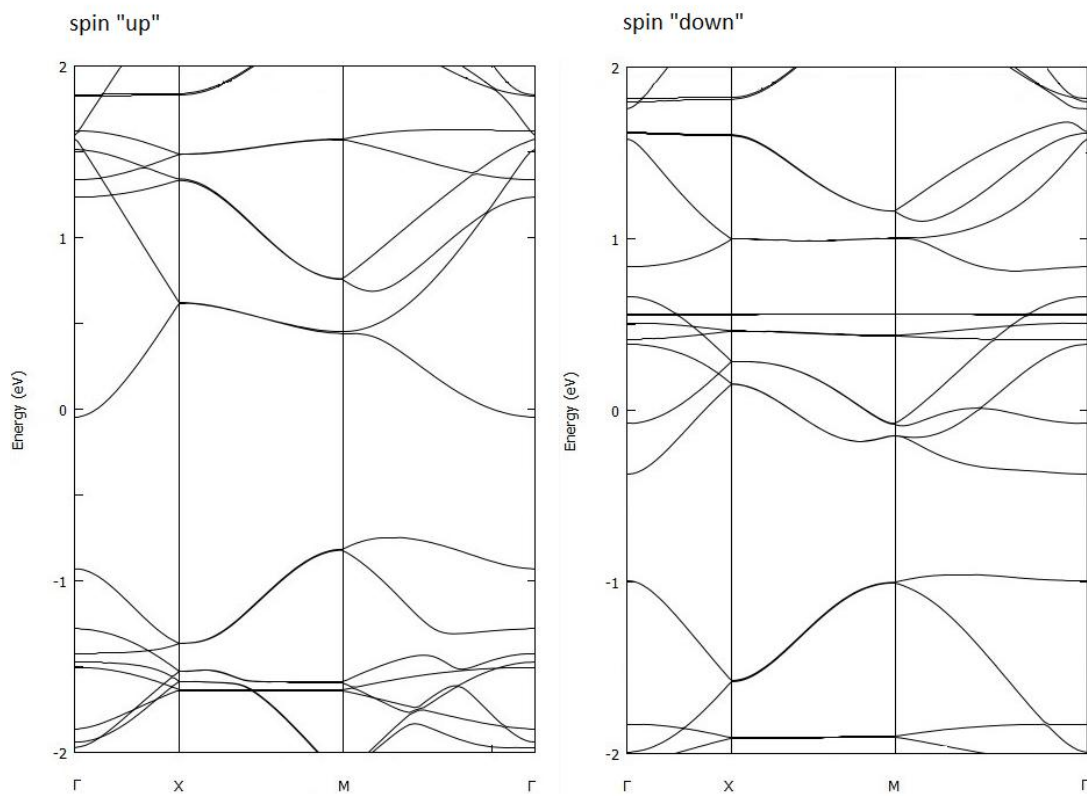 spin "up"
2
1
0
-1
-2
Energy (eV)
Γ X M Γ
spin "down"
2
1
0
-1
-2
Energy (eV)
Γ X M Γ